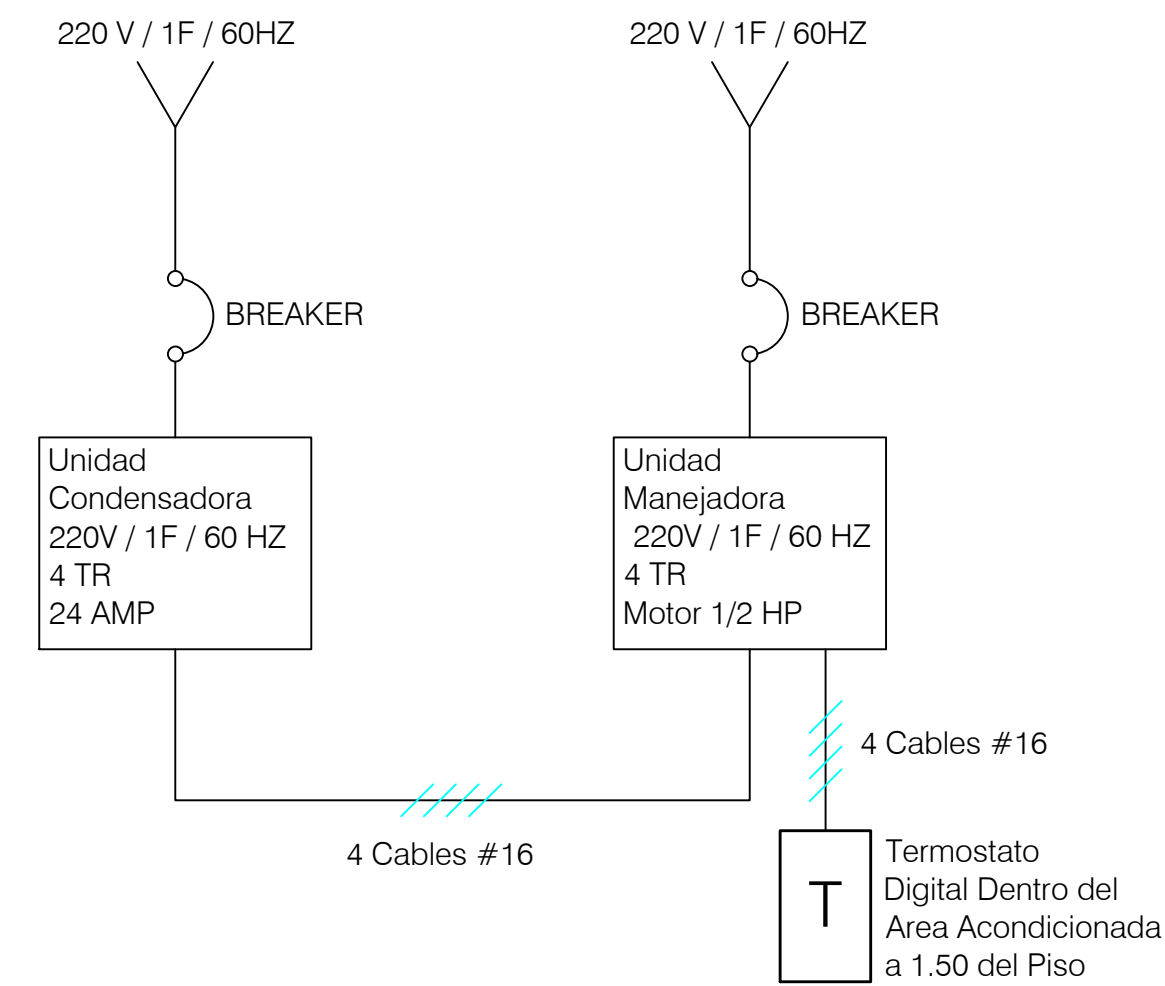 220 V / 1F / 60HZ
220 V / 1F / 60HZ
BREAKER
BREAKER
Unidad
Condensadora
220V / 1F / 60 HZ
4 TR
24 AMP
Unidad
Manejadora
220V / 1F / 60 HZ
4 TR
Motor 1/2 HP
4 Cables #16
4 Cables #16
T
Termostato
Digital Dentro del
Area Acondicionada
a 1.50 del Piso